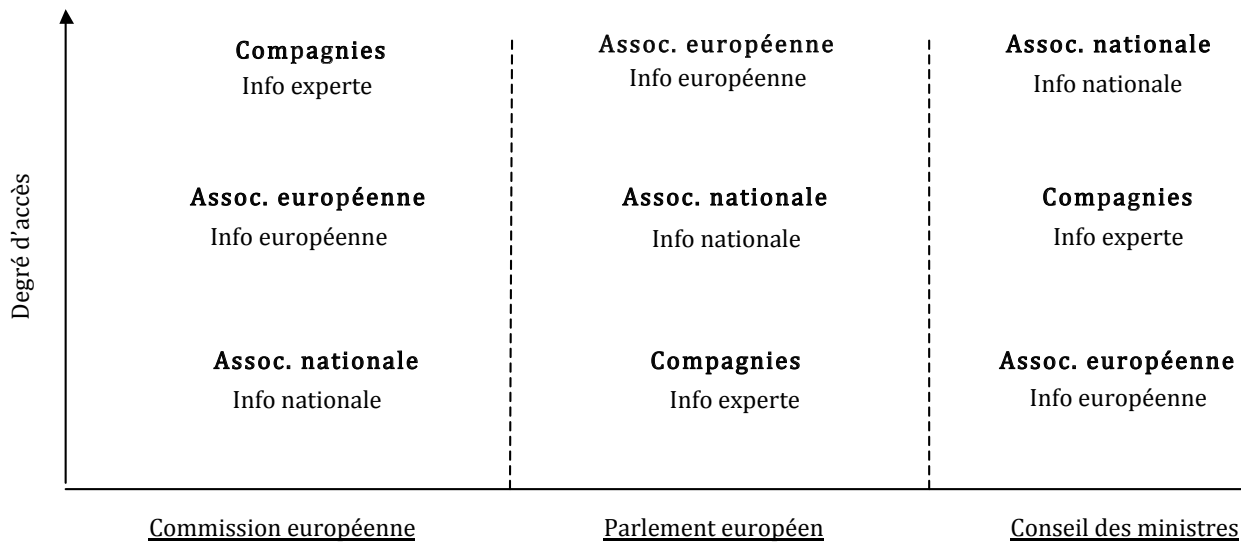 Degré d'accès
Compagnies
Info experte
Assoc. européenne
Info européenne
Assoc. nationale
Info nationale
Assoc. européenne
Info européenne
Assoc. nationale
Info nationale
Compagnies
Info experte
Assoc. nationale
Info nationale
Compagnies
Info experte
Assoc. européenne
Info européenne
Commission européenne
Parlement européen
Conseil des ministres